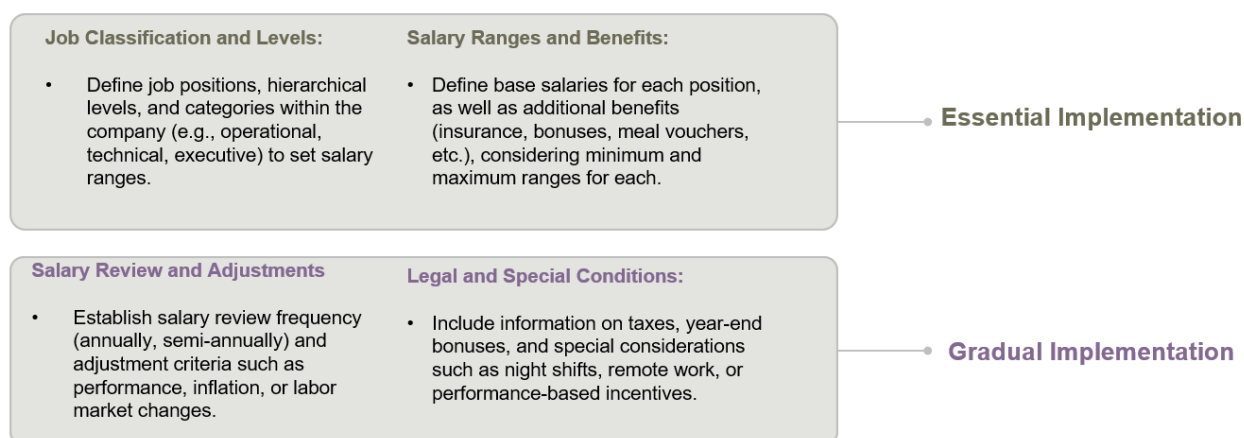 Job Classification and Levels:
• Define job positions, hierarchical
levels, and categories within the
company (e.g., operational,
technical, executive) to set salary
ranges.
Salary Ranges and Benefits:
• Define base salaries for each position,
as well as additional benefits
(insurance, bonuses, meal vouchers,
etc.), considering minimum and
maximum ranges for each.
Essential Implementation
Salary Review and Adjustments
• Establish salary review frequency
(annually, semi-annually) and
adjustment criteria such as
performance, inflation, or labor
market changes.
Legal and Special Conditions:
• Include information on taxes, year-end
bonuses, and special considerations
such as night shifts, remote work, or
performance-based incentives.
Gradual Implementation